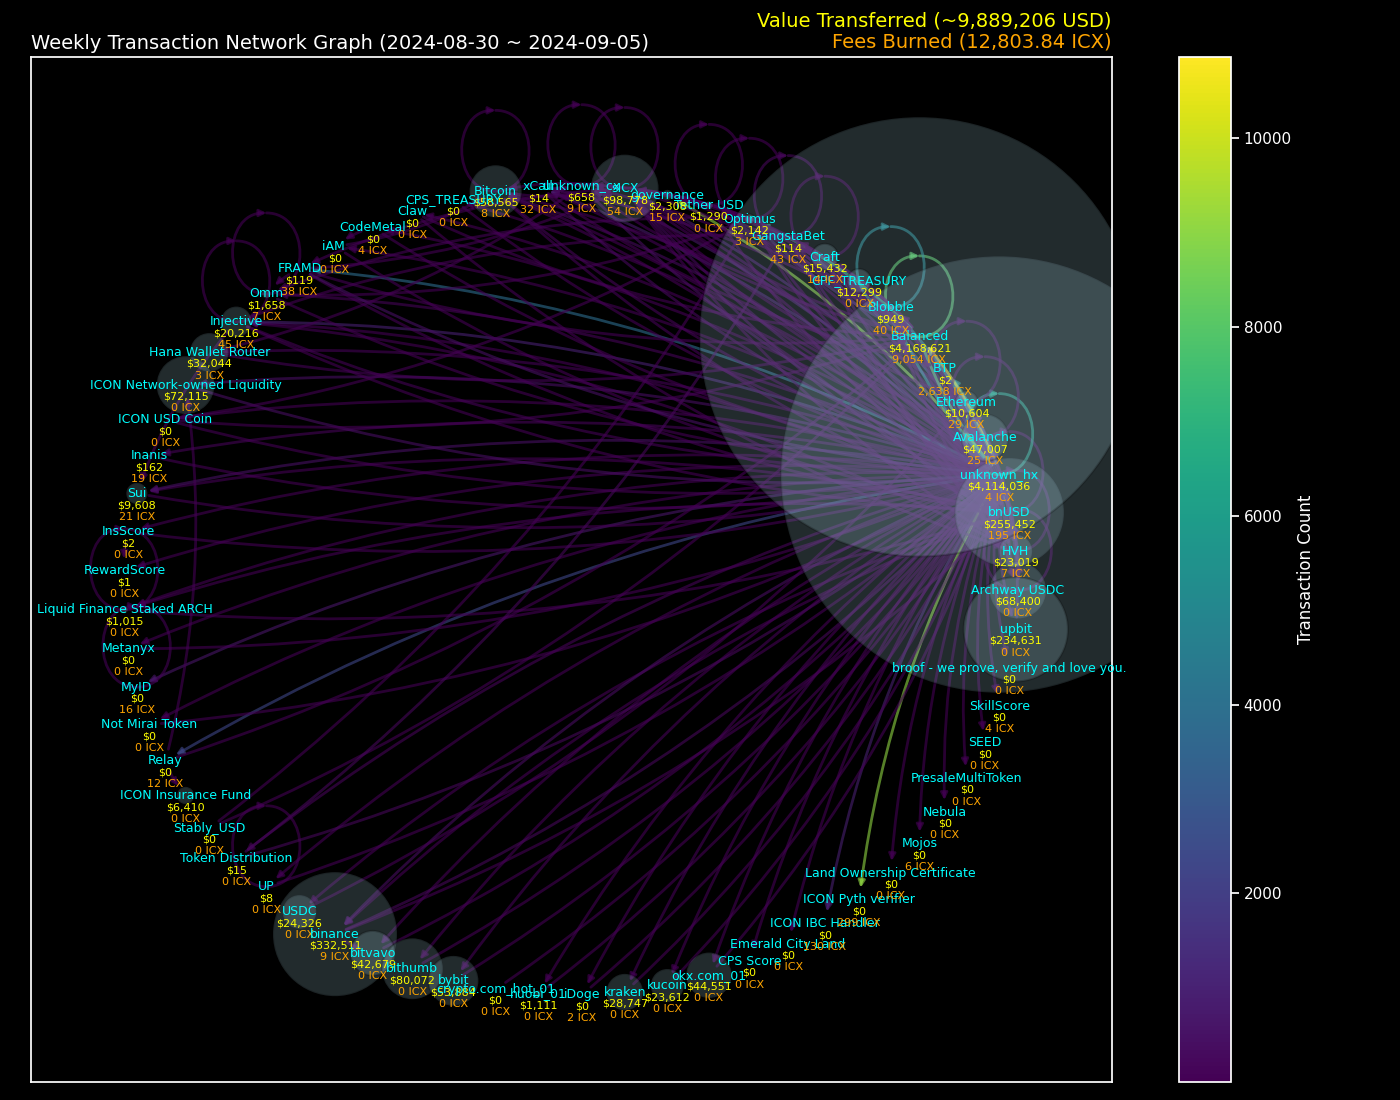 Value Transferred (~9,889,206 USD)
Weekly Transaction Network Graph (2024-08-30 ~ 2024-09-05)
Fees Burned (12,803.84 ICX)
Bitcoin
$58,565
8 ICX
xCall
$14
32 ICX
unknown_cx
$658
9 ICX
sICX
$98,778
54 ICX
governance
$2,308
15 ICX
Tether USD
$1,290
0 ICX
Optimus
$2,142
3 ICX
GangstaBet
$114
43 ICX
Craft
$15,432
CPF_TREASURY
$12,299
0 ICX
Blobble
$949
40 ICX
Balanced
$4,168,621
9,054 ICX
BTP
$2
2,638 ICX
Ethereum
$10,604
29 ICX
Avalanche
$47,007
25 ICX
unknown_hx
$4,114,036
4 ICX
bnUSD
$255,452
195 ICX
HVH
$23,019
7 ICX
Archway USDC
$68,400
0 ICX
upbit
$234,631
0 ICX
broof - we prove, verify and love you.
$0
0 ICX
SkillScore
$0
4 ICX
SEED
$0
0 ICX
PresaleMultiToken
$0
0 ICX
Nebula
$0
0 ICX
Mojos
$0
6 ICX
Land Ownership Certificate
$0
0 ICX
ICON Pyth verifier
$0
299 ICX
ICON IBC Handler
$0
130 ICX
Emerald City Land
$0
0 ICX
CPS Score
$0
0 ICX
okx.com_01
$44,551
0 ICX
kucoin
$23,612
0 ICX
kraken
$28,747
0 ICX
iDoge
$0
2 ICX
huobi_01
$1,111
0 ICX
crypto.com_hot_01
$0
0 ICX
bybit
$53,884
0 ICX
bithumb
$80,072
0 ICX
bitvavo
$42,679
0 ICX
binance
$332,511
9 ICX
USDC
$24,326
0 ICX
UP
$8
0 ICX
Token Distribution
$15
0 ICX
Stably_USD
$0
0 ICX
ICON Insurance Fund
$6,410
0 ICX
Relay
$0
12 ICX
Not Mirai Token
$0
0 ICX
MyID
$0
16 ICX
Metanyx
$0
0 ICX
Liquid Finance Staked ARCH
$1,015
0 ICX
RewardScore
$1
0 ICX
InsScore
$2
0 ICX
Sui
$9,608
21 ICX
Inanis
$162
19 ICX
ICON USD Coin
$0
0 ICX
ICON Network-owned Liquidity
$72,115
0 ICX
Hana Wallet Router
$32,044
3 ICX
Injective
$20,216
45 ICX
Omm
$1,658
7 ICX
FRAMD
$119
38 ICX
iAM
$0
0 ICX
CodeMetal
$0
4 ICX
Claw
$0
0 ICX
CPS_TREASURY
$0
0 ICX
10000
8000
6000
4000
2000
Transaction Count